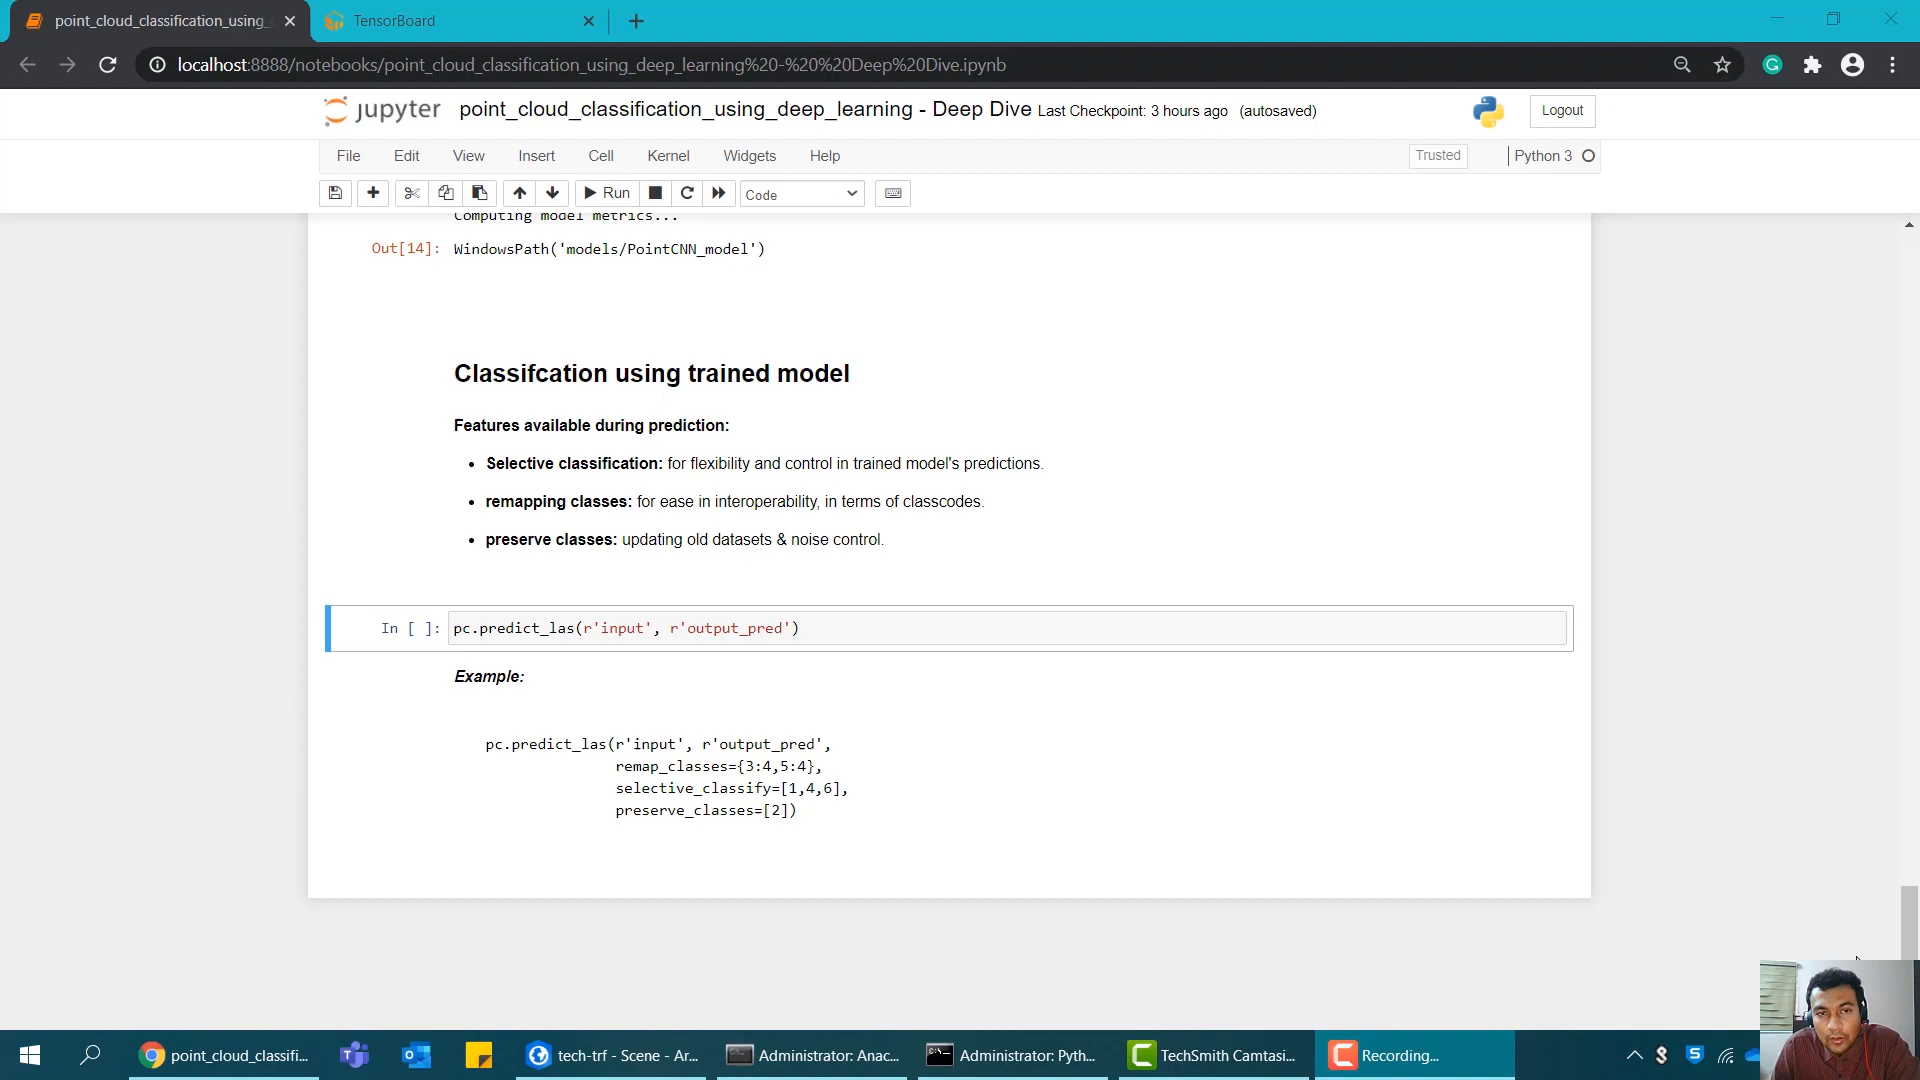 point_cloud_classification_using_
TensorBoard
localhost:8888/notebooks/point_cloud_classification_using_deep_learning%20-%20%20Deep%20Dive.ipynb
jupyter point_cloud_classification_using_deep_learning - Deep Dive Last Checkpoint: 3 hours ago (autosaved)
Logout
File Edit View Insert Cell Kernel Widgets Help
Trusted Python 3
Run Code
Computing model metrics...
Out[14]: WindowsPath('models/PointCNN_model')
Classifcation using trained model
Features available during prediction:
• Selective classification: for flexibility and control in trained model's predictions.
• remapping classes: for ease in interoperability, in terms of classcodes.
• preserve classes: updating old datasets & noise control.
In [ ]: pc.predict_las(r'input', r'output_pred')
Example:
pc.predict_las(r'input', r'output_pred',
remap_classes={3:4,5:4},
selective_classify=[1,4,6],
preserve_classes=[2])
point_cloud_classifi...
tech-trf - Scene - Ar...
Administrator: Anac...
Administrator: Pyth...
TechSmith Camtasi...
Recording...